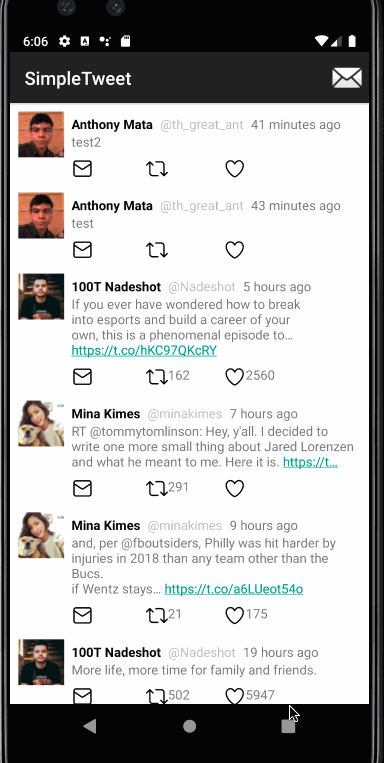 6:06
SimpleTweet
Anthony Mata @th_great_ant 41 minutes ago
test2
Anthony Mata @th_great_ant 43 minutes ago
test
100T Nadeshot @Nadeshot 5 hours ago
If you ever have wondered how to break
into esports and build a career of your
own, this is a phenomenal episode to…
https://t.co/hKC97QKcRY
162 2560
Mina Kimes @minakimes 7 hours ago
RT @tommytomlinson: Hey, y'all. I decided to
write one more small thing about Jared Lorenzen
and what he meant to me. Here it is. https://t…
291
Mina Kimes @minakimes 9 hours ago
and, per @fboutsiders, Philly was hit harder by
injuries in 2018 than any team other than the
Bucs.
if Wentz stays… https://t.co/a6LUeot54o
21 175
100T Nadeshot @Nadeshot 19 hours ago
More life, more time for family and friends.
502 5947